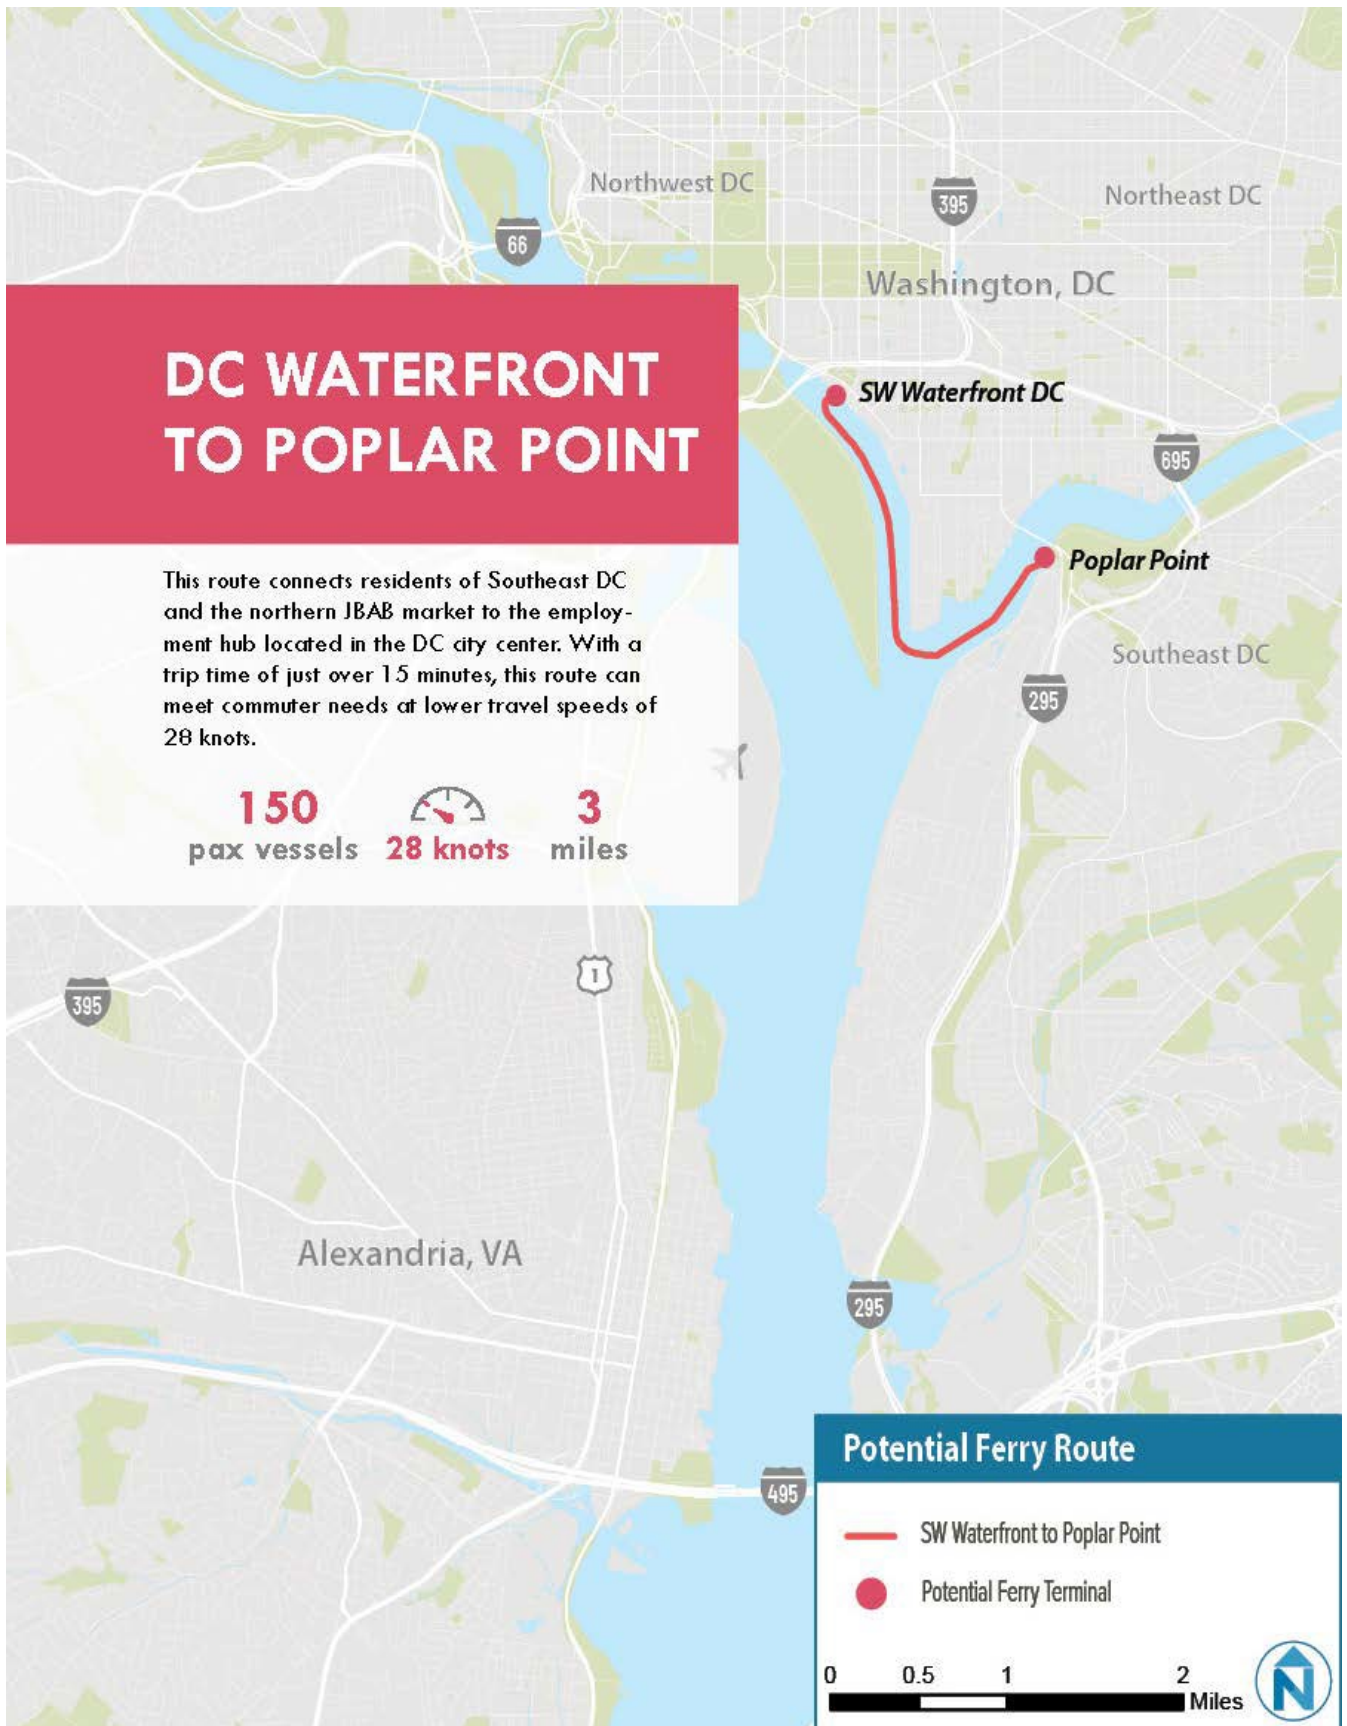 Northwest DC
395
Northeast DC
66
Washington, DC
DC WATERFRONT
TO POPLAR POINT
SW Waterfront DC
695
Poplar Point
This route connects residents of Southeast DC
and the northern JBAB market to the employ-
ment hub located in the DC city center. With a
trip time of just over 15 minutes, this route can
meet commuter needs at lower travel speeds of
28 knots.
Southeast DC
295
150
pax vessels
28 knots
3
miles
1
395
Alexandria, VA
295
495
Potential Ferry Route
SW Waterfront to Poplar Point
Potential Ferry Terminal
0 0.5 1 2
Miles
N